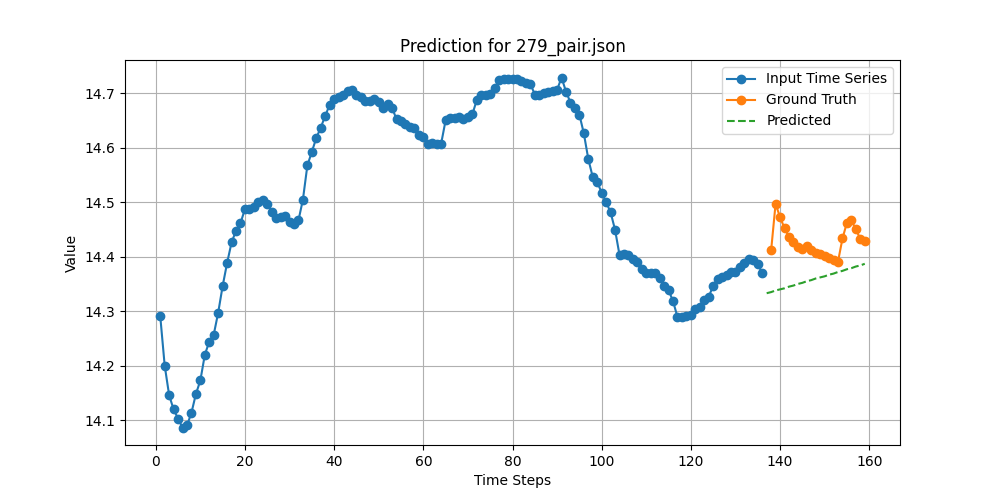 Prediction for 279_pair.json
Input Time Series
Ground Truth
Predicted
14.7
14.6
14.5
14.4
14.3
14.2
14.1
Value
0 20 40 60 80 100 120 140 160
Time Steps